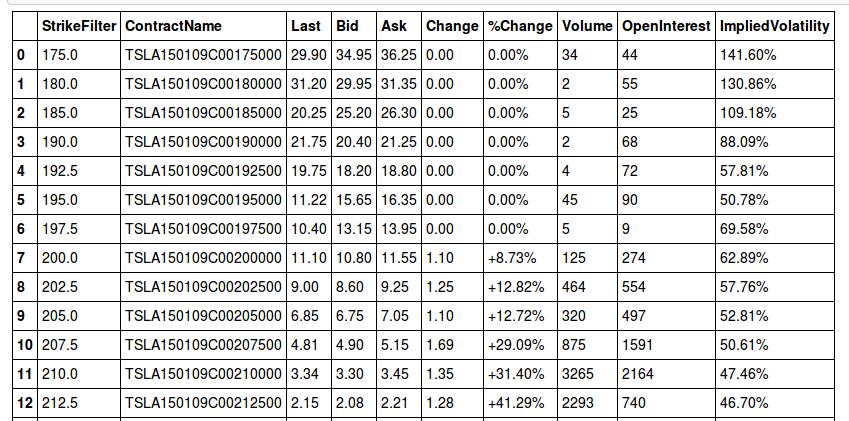 StrikeFilter ContractName Last Bid Ask Change %Change Volume OpenInterest ImpliedVolatility
0 175.0 TSLA150109C00175000 29.90 34.95 36.25 0.00 0.00% 34 44 141.60%
1 180.0 TSLA150109C00180000 31.20 29.95 31.35 0.00 0.00% 2 55 130.86%
2 185.0 TSLA150109C00185000 20.25 25.20 26.30 0.00 0.00% 5 25 109.18%
3 190.0 TSLA150109C00190000 21.75 20.40 21.25 0.00 0.00% 2 68 88.09%
4 192.5 TSLA150109C00192500 19.75 18.20 18.80 0.00 0.00% 4 72 57.81%
5 195.0 TSLA150109C00195000 11.22 15.65 16.35 0.00 0.00% 45 90 50.78%
6 197.5 TSLA150109C00197500 10.40 13.15 13.95 0.00 0.00% 5 9 69.58%
7 200.0 TSLA150109C00200000 11.10 10.80 11.55 1.10 +8.73% 125 274 62.89%
8 202.5 TSLA150109C00202500 9.00 8.60 9.25 1.25 +12.82% 464 554 57.76%
9 205.0 TSLA150109C00205000 6.85 6.75 7.05 1.10 +12.72% 320 497 52.81%
10 207.5 TSLA150109C00207500 4.81 4.90 5.15 1.69 +29.09% 875 1591 50.61%
11 210.0 TSLA150109C00210000 3.34 3.30 3.45 1.35 +31.40% 3265 2164 47.46%
12 212.5 TSLA150109C00212500 2.15 2.08 2.21 1.28 +41.29% 2293 740 46.70%